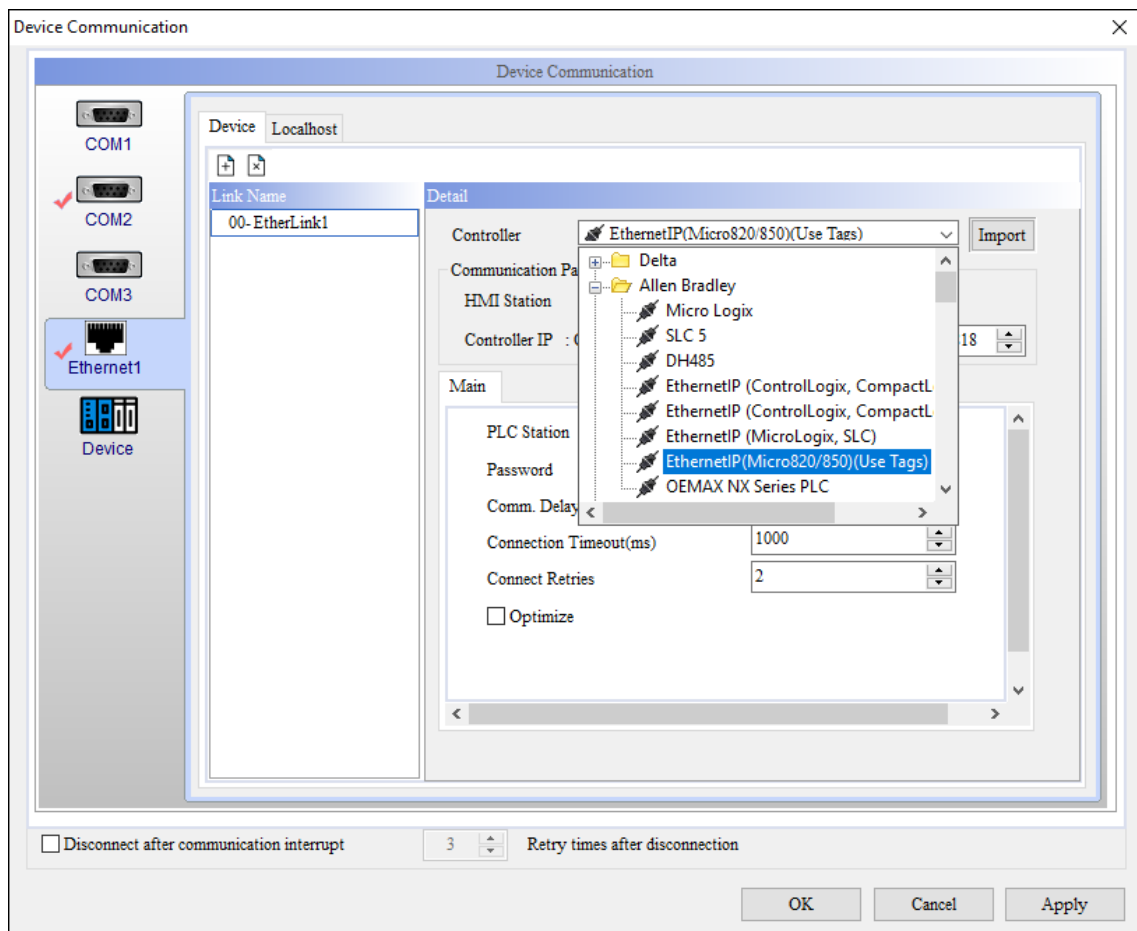 Device Communication
Device Communication
COM1
COM2
COM3
Ethernet1
Device
Device Localhost
Link Name
00-EtherLink1
Detail
Controller EthernetIP(Micro820/850)(Use Tags) Import
Delta
Allen Bradley
Micro Logix
SLC 5
DH485
EthernetIP (ControlLogix, CompactL
EthernetIP (ControlLogix, CompactL
EthernetIP (MicroLogix, SLC)
EthernetIP(Micro820/850)(Use Tags)
OEMAX NX Series PLC
Communication Pa
HMI Station
Controller IP : 18
Main
PLC Station
Password
Comm. Delay
Connection Timeout(ms) 1000
Connect Retries 2
Optimize
Disconnect after communication interrupt 3 Retry times after disconnection
OK Cancel Apply